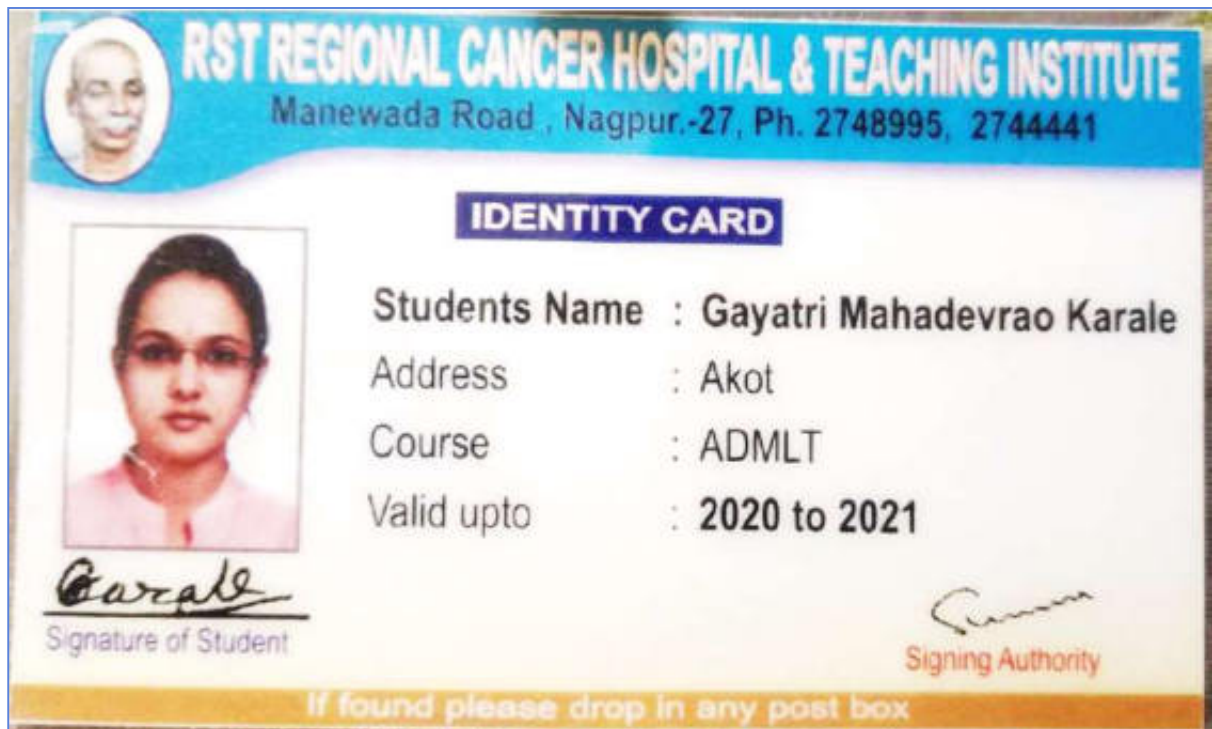 RST REGIONAL CANCER HOSPITAL & TEACHING INSTITUTE
Manewada Road , Nagpur.-27, Ph. 2748995, 2744441
IDENTITY CARD
Students Name : Gayatri Mahadevrao Karale
Address : Akot
Course : ADMLT
Valid upto : 2020 to 2021
Karale
Signature of Student
Signing Authority
If found please drop in any post box